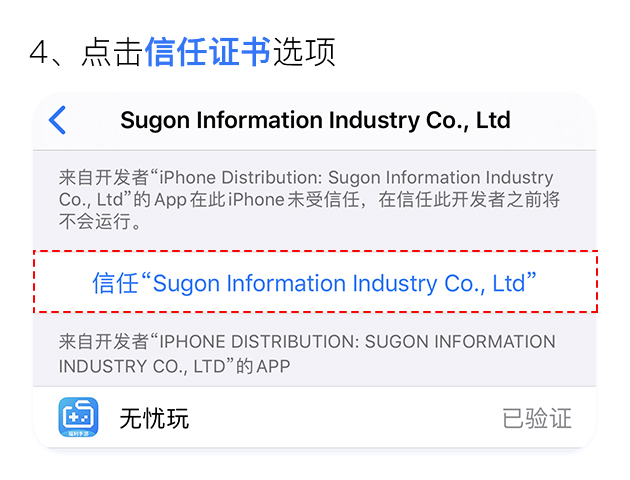 4、点击信任证书选项
Sugon Information Industry Co., Ltd
来自开发者“iPhone Distribution: Sugon Information Industry
Co., Ltd”的 App 在此 iPhone 未受信任，在信任此开发者之前将
不会运行。
信任“Sugon Information Industry Co., Ltd”
来自开发者“IPHONE DISTRIBUTION: SUGON INFORMATION
INDUSTRY CO., LTD”的 APP
无忧玩
已验证
福利手游